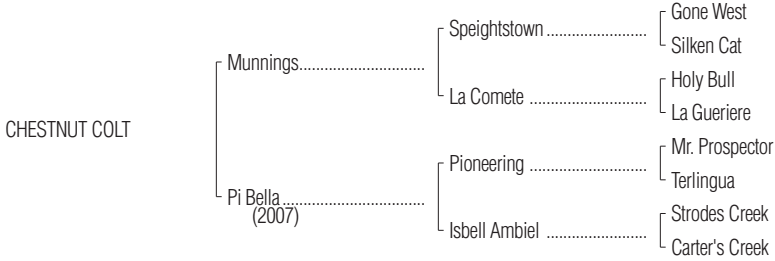 Gone West
Speightstown
Silken Cat
Munnings
Holy Bull
La Comete
La Gueriere
CHESTNUT COLT
Mr. Prospector
Pioneering
Terlingua
Pi Bella
(2007)
Strodes Creek
Isbell Ambiel
Carter's Creek